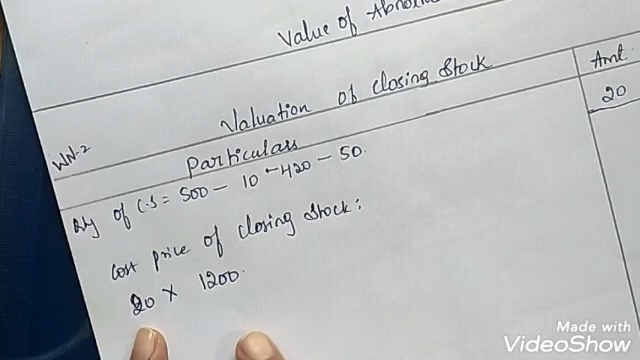 Value of Abno
Valuation of Closing Stock
WN-2
Particulars
Amt.
Qty of C.S = 500 - 10 - 420 - 50.
20
Cost price of closing stock:
20 x 1200.
Made with
VideoShow